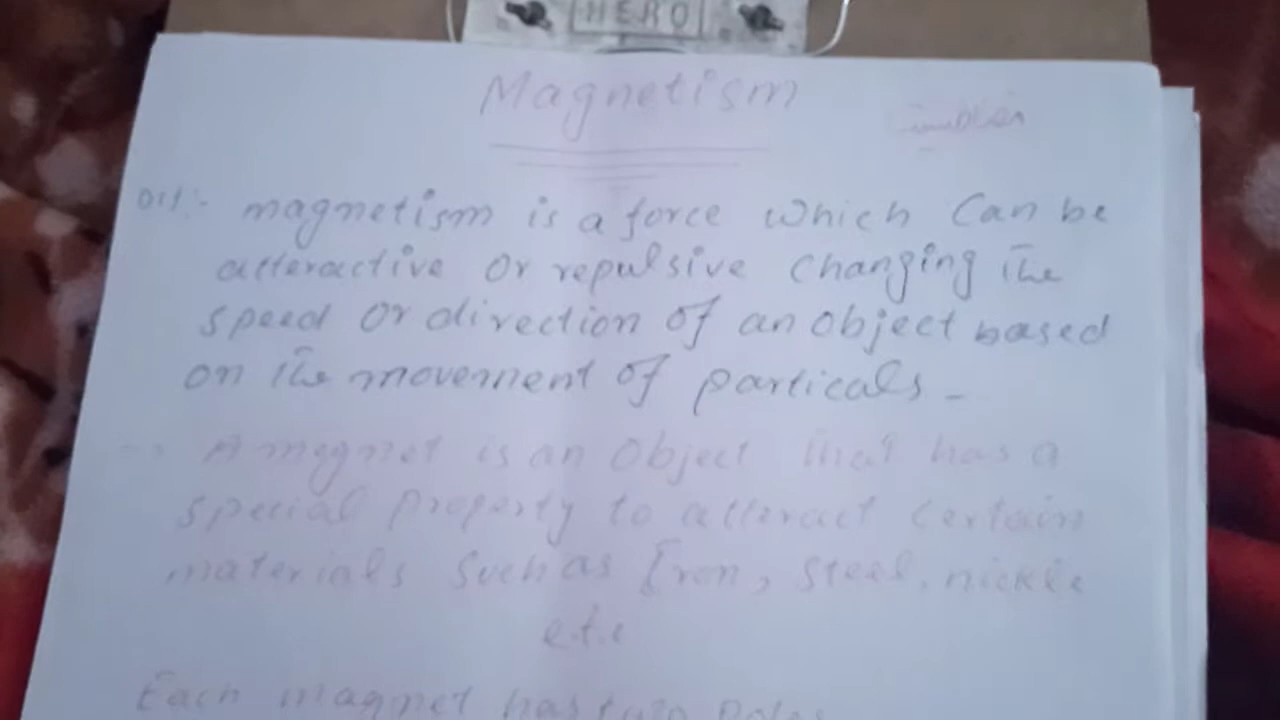 HERO
Magnetism
Def:- magnetism is a force which can be
atteractive or repulsive changing the
speed or direction of an object based
on the movement of particals -
-> A magnet is an object that has a
special property to atteract certain
materials such as Iron, steel, nickle
etc
Each magnet has two Poles